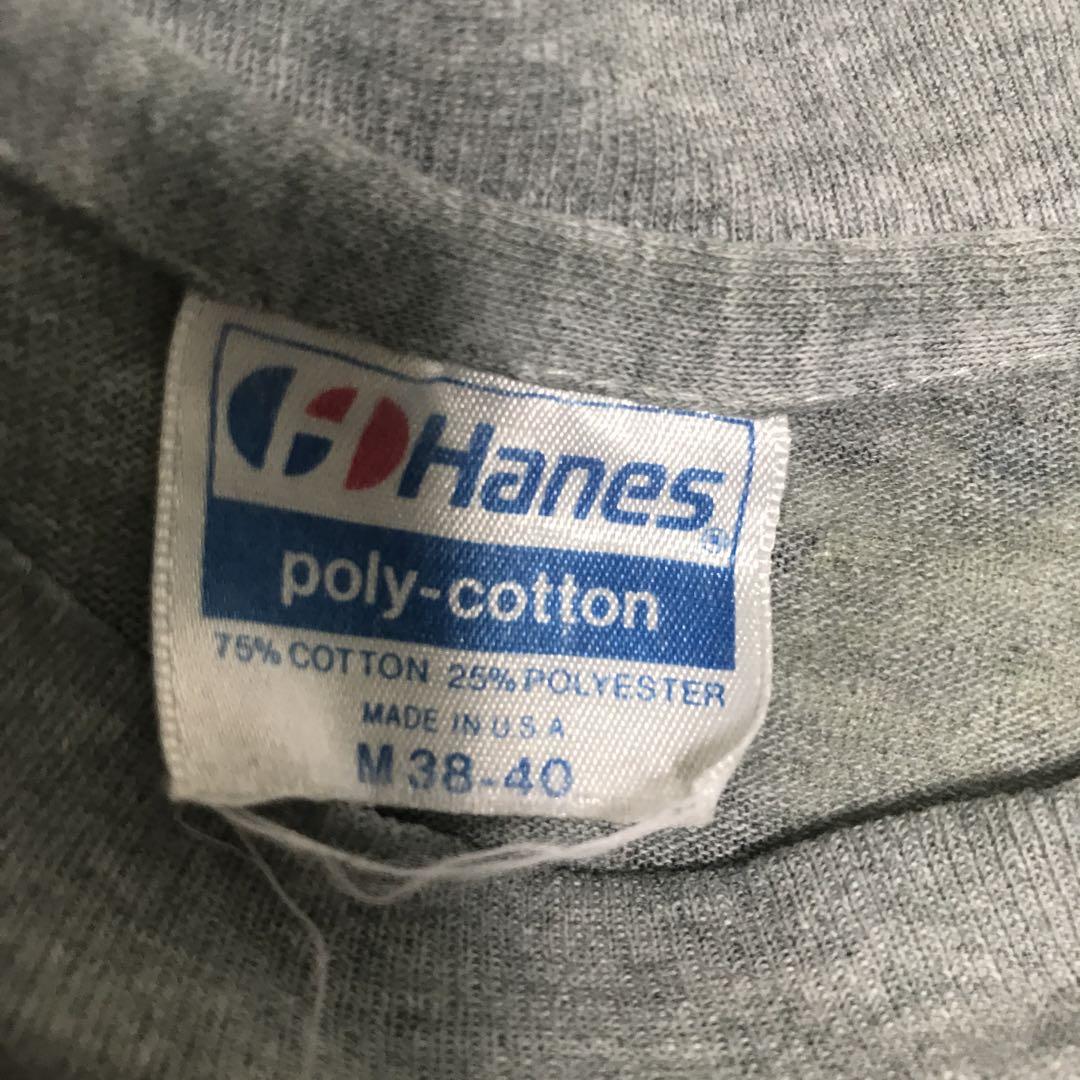 Hanes®
poly-cotton
75% COTTON 25% POLYESTER
MADE IN U S A
M 38-40